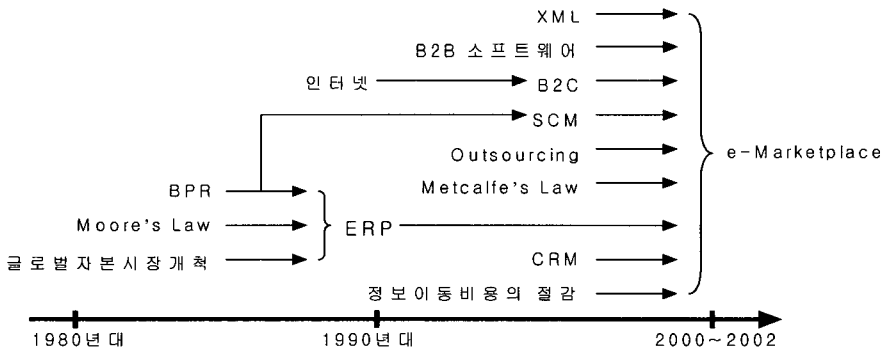 XML
B2B 소프트웨어
인터넷 B2C
SCM
Outsourcing
e-Marketplace
BPR
Metcalfe's Law
Moore's Law
ERP
글로벌자본시장개척
CRM
정보이동비용의 절감
1980년대 1990년대 2000~2002